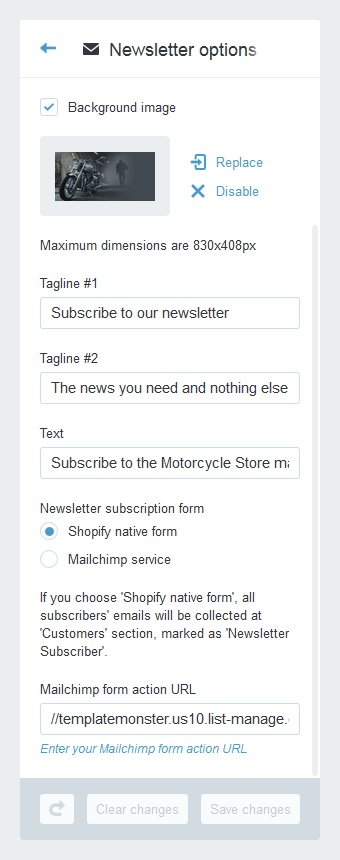 Newsletter options
Background image
Replace
Disable
Maximum dimensions are 830x408px
Tagline #1
Subscribe to our newsletter
Tagline #2
The news you need and nothing else
Text
Subscribe to the Motorcycle Store
Newsletter subscription form
Shopify native form
Mailchimp service
If you choose 'Shopify native form', all
subscribers' emails will be collected at
'Customers' section, marked as 'Newsletter
Subscriber'.
Mailchimp form action URL
//templatemonster.us10.list-manage.
Enter your Mailchimp form action URL
Clear changes
Save changes